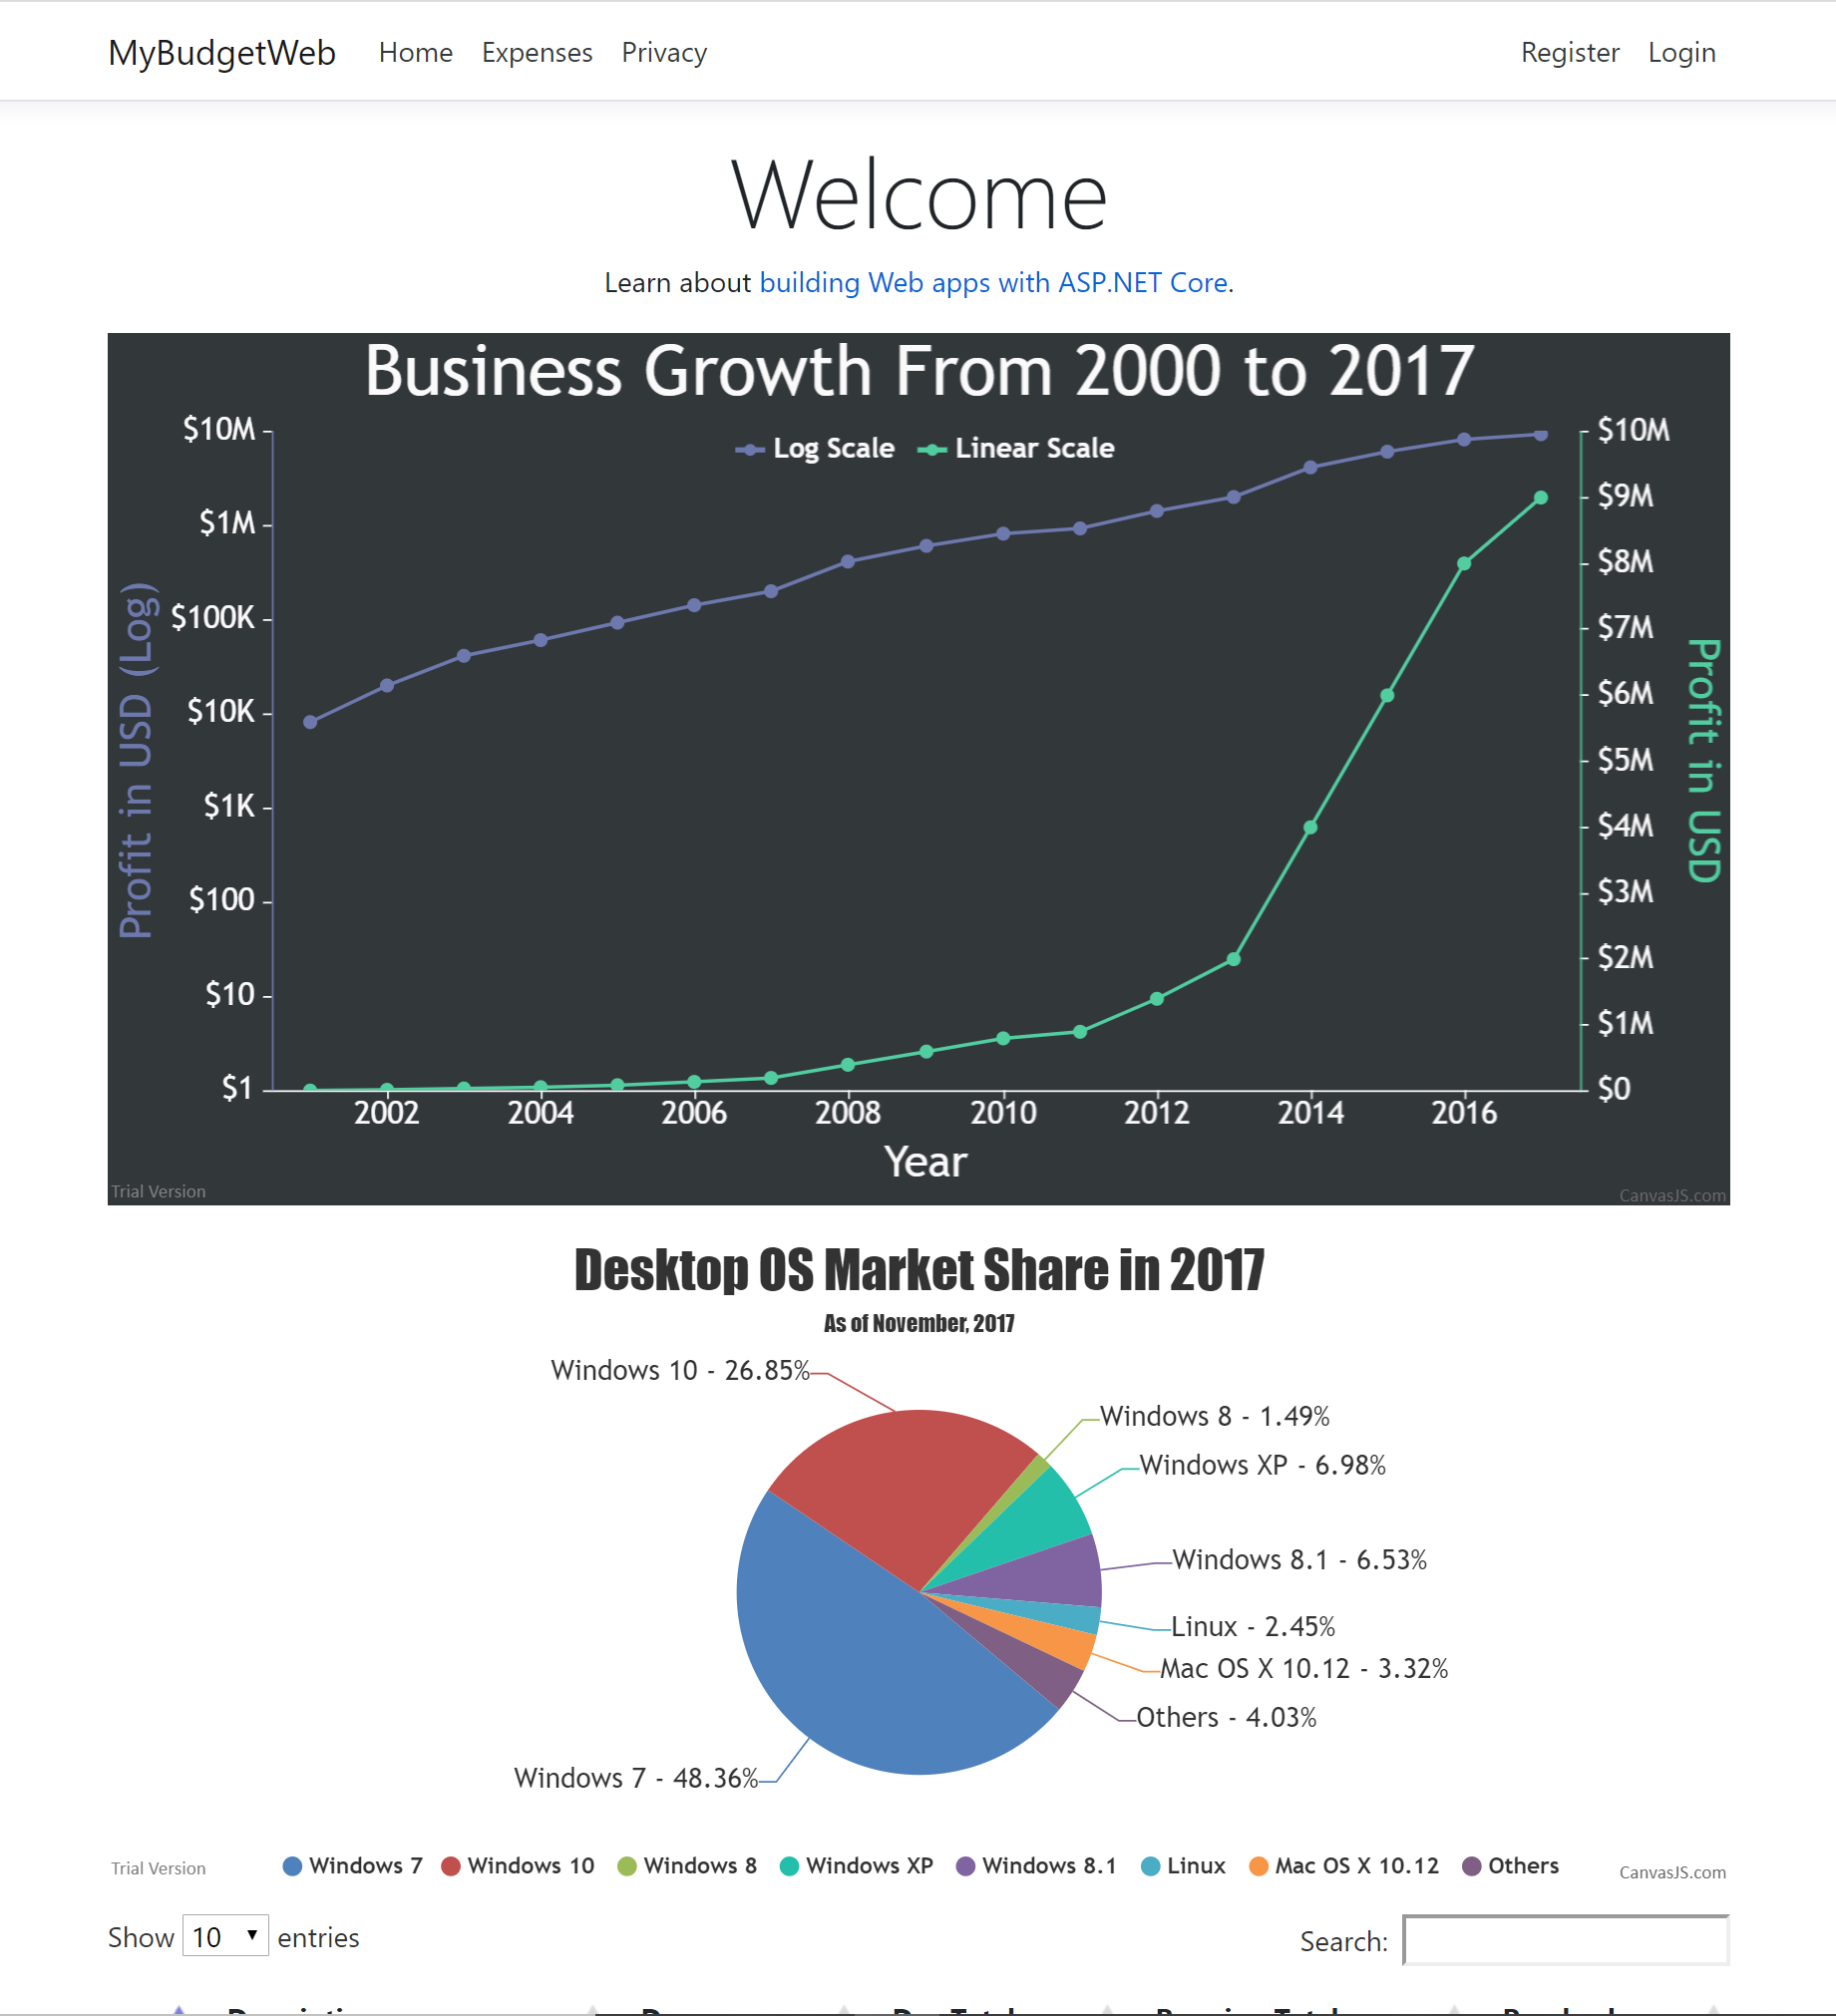 MyBudgetWeb Home Expenses Privacy Register Login
Welcome
Learn about building Web apps with ASP.NET Core.
Business Growth From 2000 to 2017
Log Scale Linear Scale
Profit in USD (Log)
$10M
$1M
$100K
$10K
$1K
$100
$10
$1
$10M
$9M
$8M
$7M
$6M
$5M
$4M
$3M
$2M
$1M
$0
Profit in USD
2002 2004 2006 2008 2010 2012 2014 2016
Year
Trial Version CanvasJS.com
Desktop OS Market Share in 2017
As of November, 2017
Windows 10 - 26.85%
Windows 8 - 1.49%
Windows XP - 6.98%
Windows 8.1 - 6.53%
Linux - 2.45%
Mac OS X 10.12 - 3.32%
Others - 4.03%
Windows 7 - 48.36%
Trial Version Windows 7 Windows 10 Windows 8 Windows XP Windows 8.1 Linux Mac OS X 10.12 Others CanvasJS.com
Show 10 entries Search: